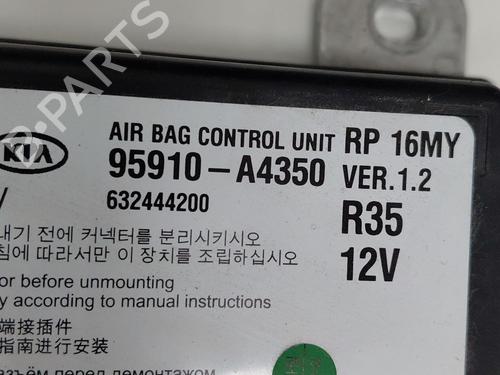 KIA
AIR BAG CONTROL UNIT RP 16MY
95910-A4350 VER.1.2
632444200 R35
12V
내기 전에 커넥터를 분리시키시오
침에 따라서만 이 장치를 조립하십시오
or before unmounting
y according to manual instructions
端接插件
指南进行安装
разъём перед демонтажом
B-PARTS